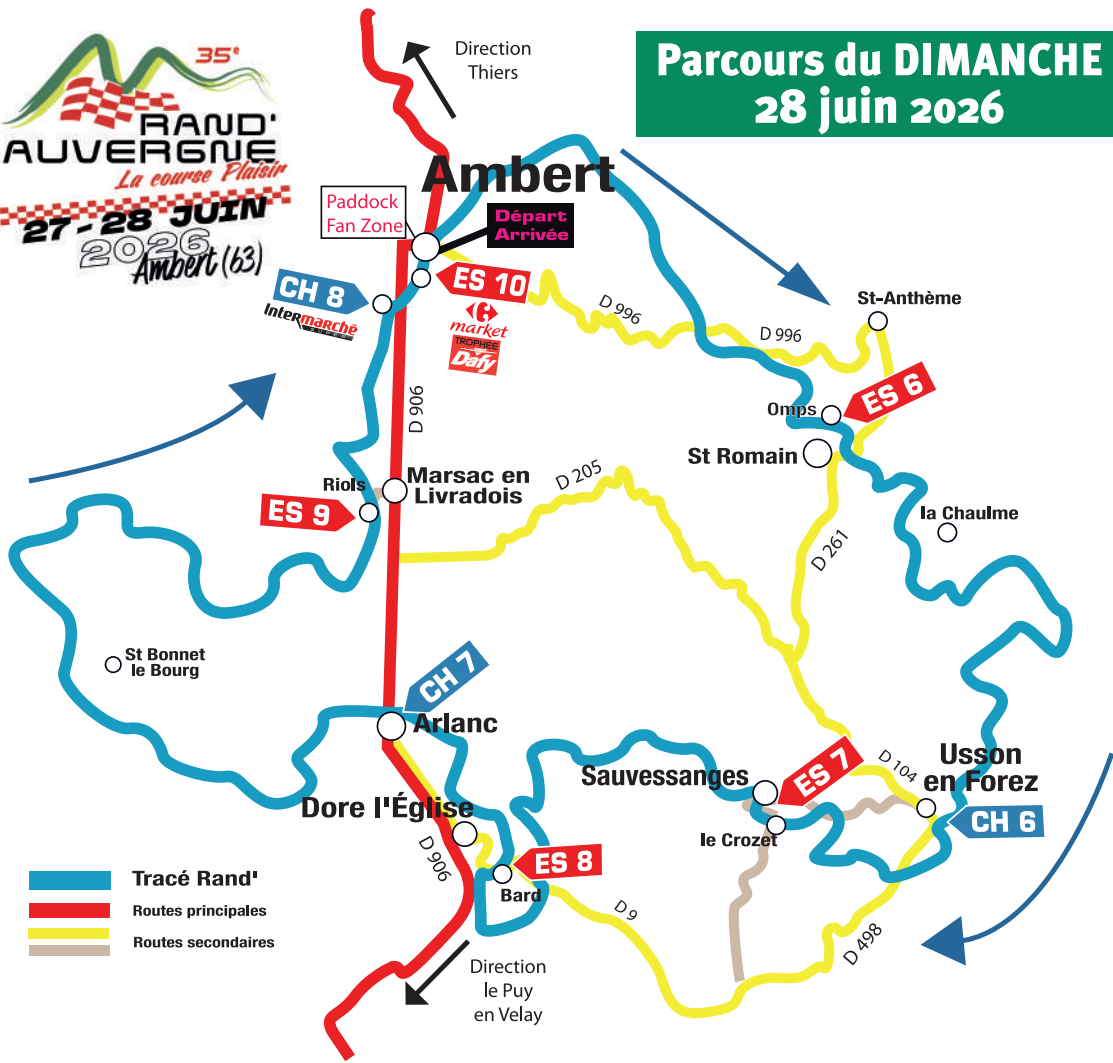 35e
RAND'
AUVERGNE
La course Plaisir
27-28 JUIN
2026
Ambert (63)
Direction
Thiers
Parcours du DIMANCHE
28 juin 2026
Ambert
Paddock
Fan Zone
Départ
Arrivée
CH 8
InterMarché
SUPER
ES 10
market
TROPHÉE
Dafy
D 996
D 996
St-Anthème
ES 6
Omps
St Romain
D 906
Riols
Marsac en
Livradois
ES 9
D 205
la Chaulme
D 261
St Bonnet
le Bourg
CH 7
Arlanc
Sauvessanges
ES 7
D 104
Usson
en Forez
CH 6
Dore l'Église
le Crozet
D 906
ES 8
Bard
D 9
D 498
Tracé Rand'
Routes principales
Routes secondaires
Direction
le Puy
en Velay